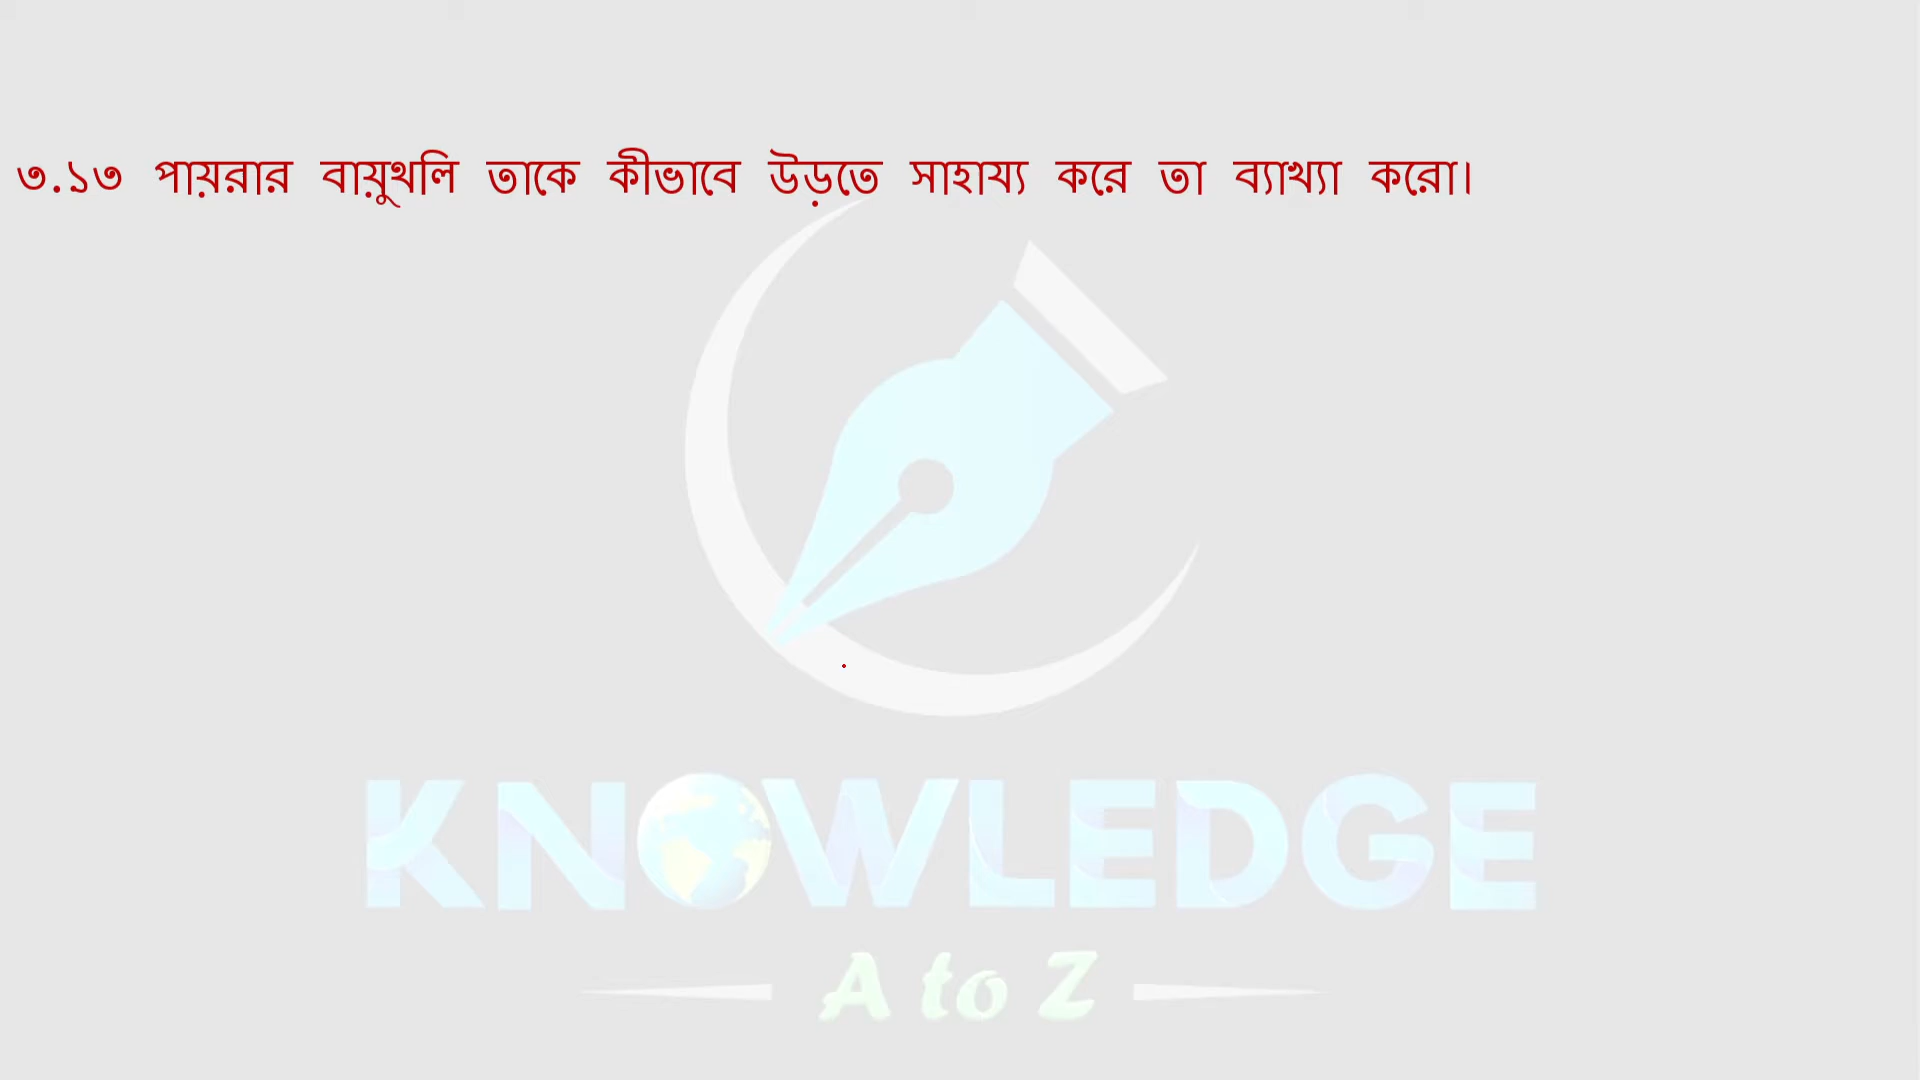 ৩.১৩ পায়রার বায়ুথলি তাকে কীভাবে উড়তে সাহায্য করে তা ব্যাখ্যা করো।
KNOWLEDGE
A to Z